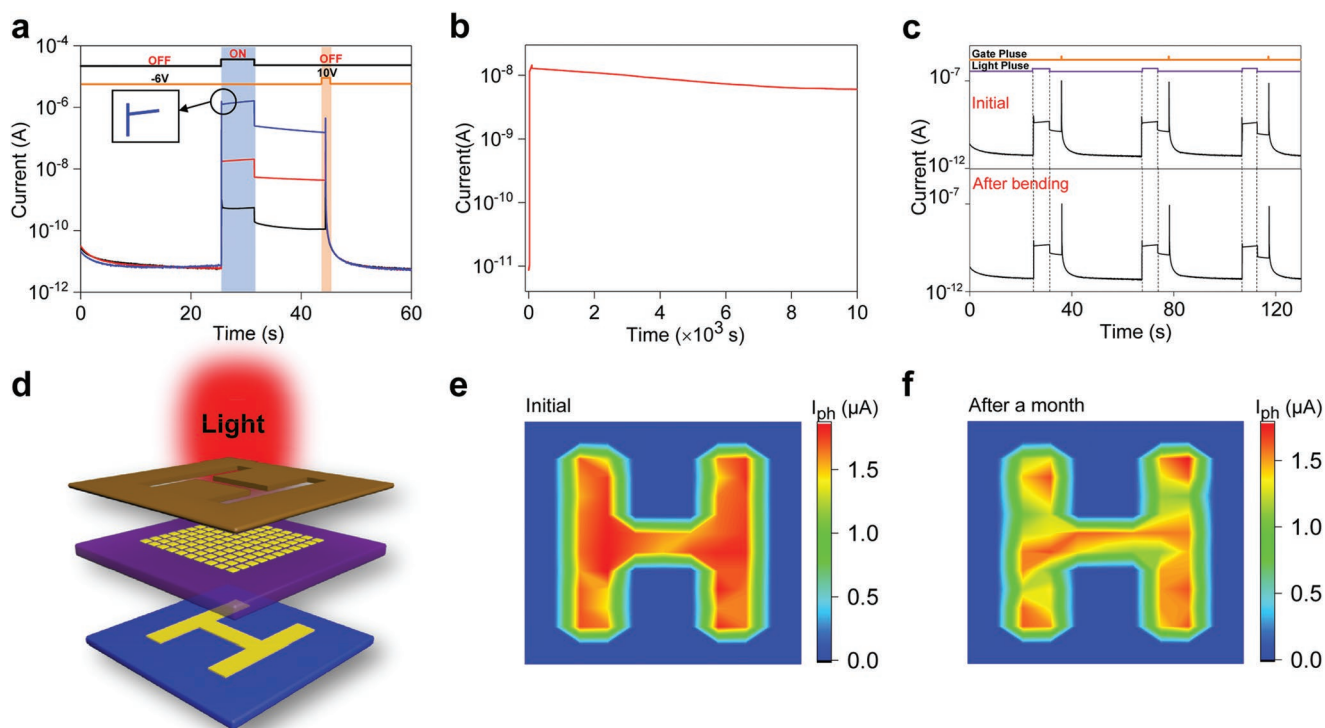 a
10⁻⁴
10⁻⁶
10⁻⁸
10⁻¹⁰
10⁻¹²
Current (A)
OFF
ON
OFF
-6V
10V
0
20
40
60
Time (s)
b
10⁻⁸
10⁻⁹
10⁻¹⁰
10⁻¹¹
Current(A)
0
2
4
6
8
10
Time (×10³ s)
c
Gate Pluse
Light Pluse
10⁻⁷
Initial
10⁻¹²
After bending
10⁻⁷
10⁻¹²
Current (A)
0
40
80
120
Time (s)
d
Light
e
Initial
I_ph (µA)
1.5
1.0
0.5
0.0
f
After a month
I_ph (µA)
1.5
1.0
0.5
0.0